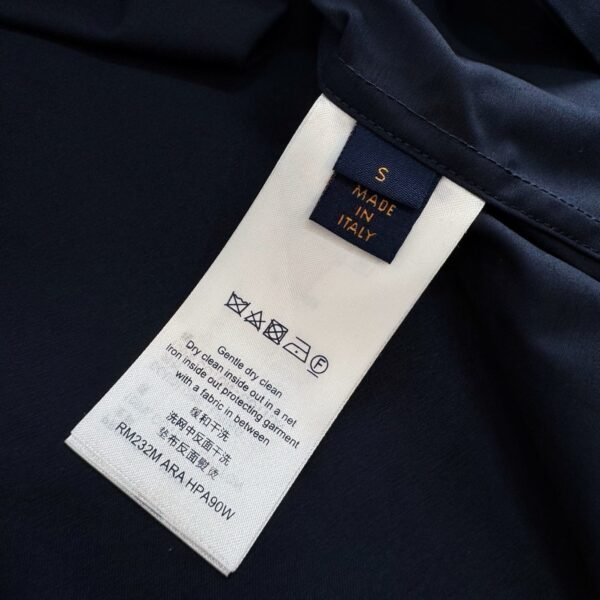 S
MADE
IN
ITALY
Gentle dry clean
Dry clean inside out in a net
Iron inside out protecting garment
with a fabric in between
缓和干洗
洗网中反面干洗
垫布反面熨烫
RM232M ARA HPA90W